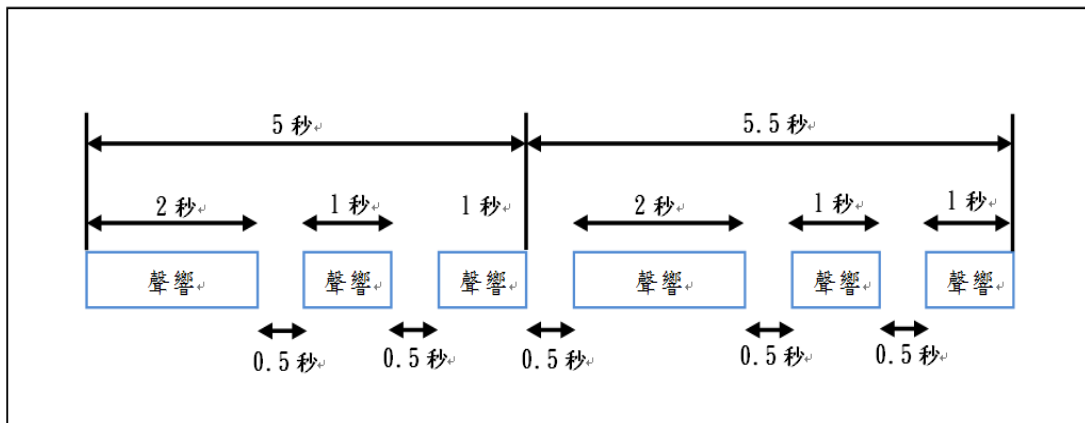 5 秒 5.5 秒
2 秒 1 秒 1 秒 2 秒 1 秒 1 秒
聲響 聲響 聲響 聲響 聲響 聲響
0.5 秒 0.5 秒 0.5 秒 0.5 秒 0.5 秒